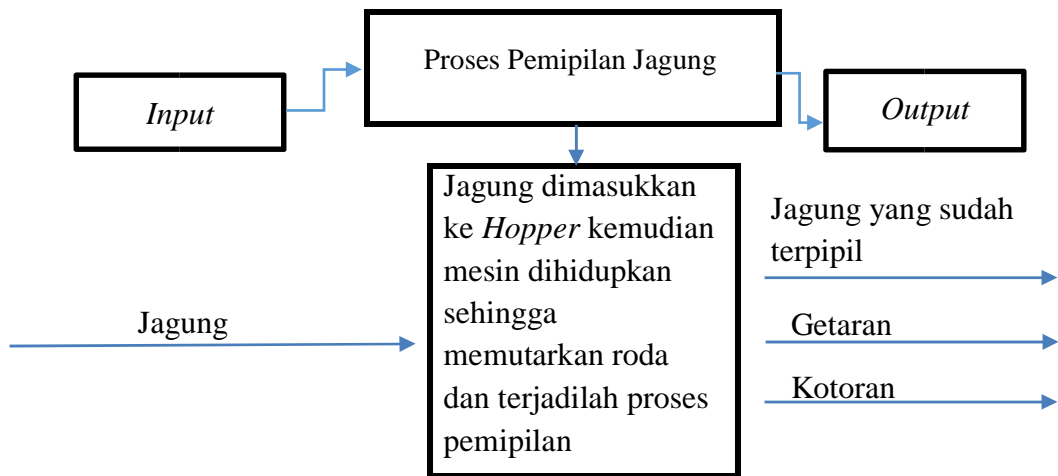 Proses Pemipilan Jagung
Input
Output
Jagung dimasukkan
ke Hopper kemudian
mesin dihidupkan
sehingga
memutarkan roda
dan terjadilah proses
pemipilan
Jagung
Jagung yang sudah
terpipil
Getaran
Kotoran